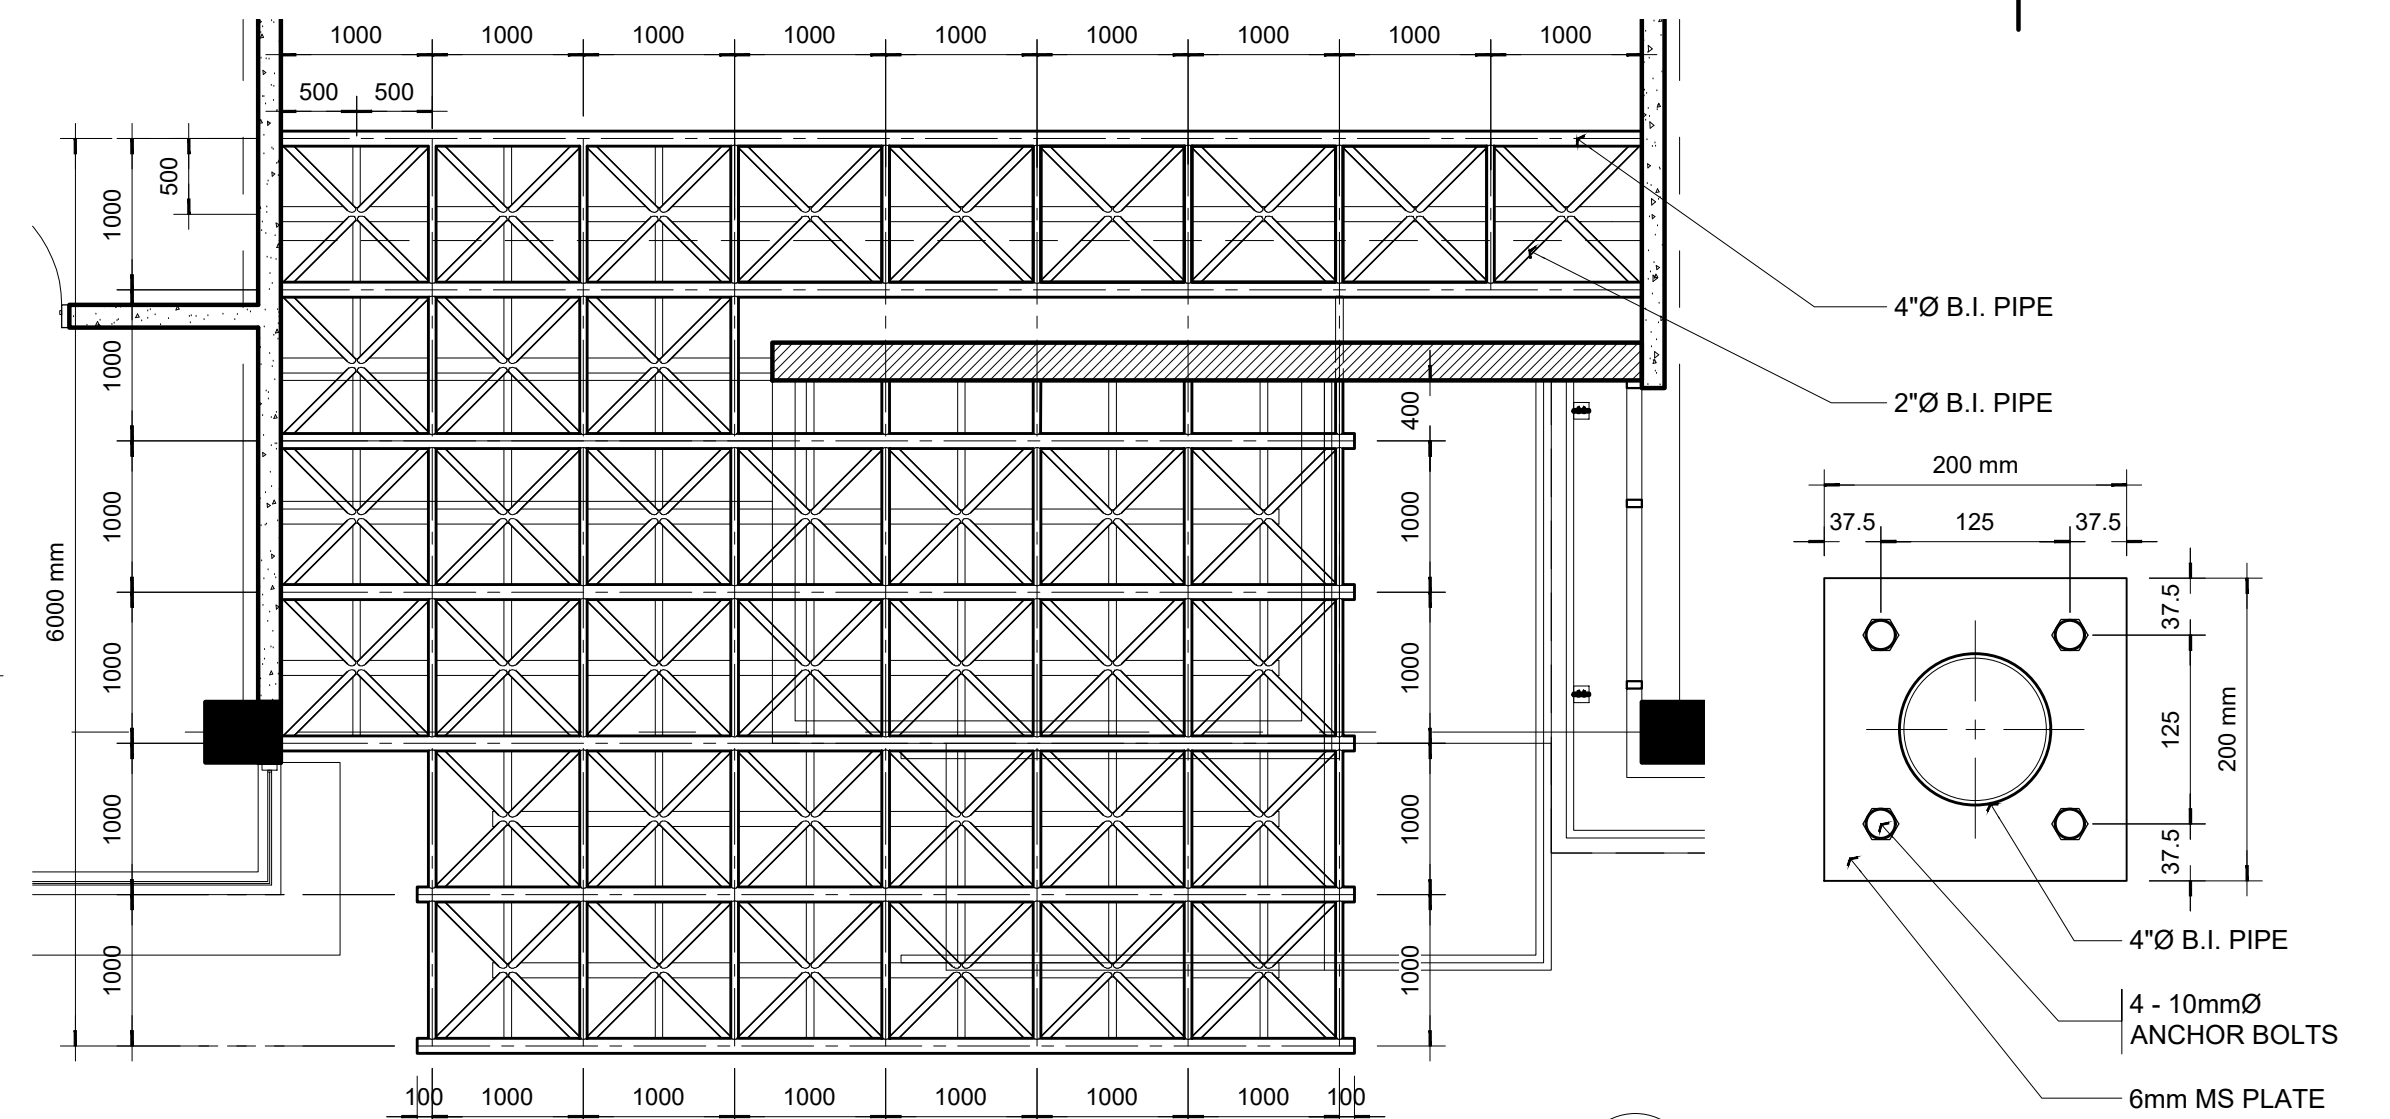 1000 1000 1000 1000 1000 1000 1000 1000 1000
500 500
500
1000
1000
1000
1000
1000
1000
6000 mm
400
1000
1000
1000
1000
100 1000 1000 1000 1000 1000 1000 100
4"Ø B.I. PIPE
2"Ø B.I. PIPE
200 mm
37.5 125 37.5
37.5
125
37.5
200 mm
4"Ø B.I. PIPE
4 - 10mmØ
ANCHOR BOLTS
6mm MS PLATE